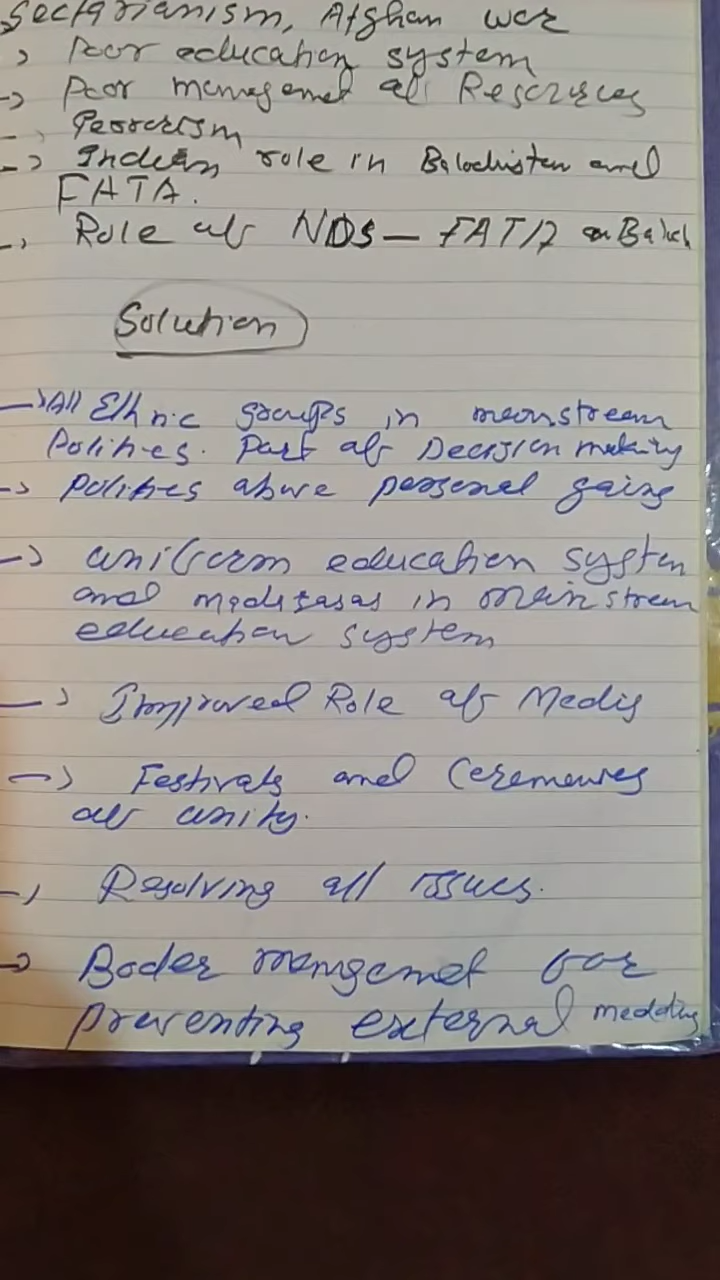 Sectarianism, Afghan war
→ Poor education system
→ Poor managemet of Resources
→ Terrorism
→ Indian role in Balochistan and
FATA.
→ Role of NDS — FATA Baloch
Solution
→ All Ethnic groups in mainstream
Politics. Part of Decision making
→ Politics above personal gains
→ uniform education system
and madrasas in mainstream
education system
→ Improved Role of Media
→ Festivals and Ceremonies
of unity.
→ Resolving all issues.
→ Boder mangemet for
preventing external meddling